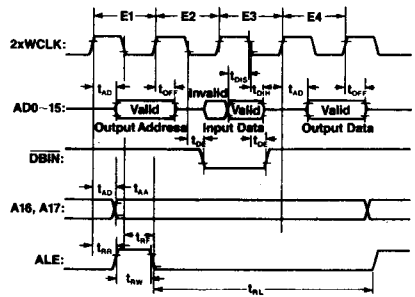 E1 E2 E3 E4
2xWCLK:
tDIS
tAD tOFF Invalid tDIH tAD tOFF
AD0~15: Valid Valid Valid
Output Address Input Data Output Data
tDE tDE
DBIN:
tAD tAA
A16, A17:
tRR tRF
ALE:
tRW tRL